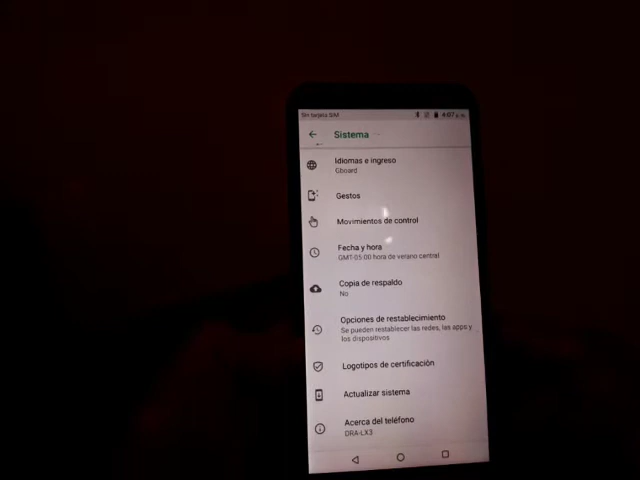 Sin tarjeta SIM
4:07 a.m.
Sistema
Idiomas e ingreso
Gboard
Gestos
Movimientos de control
Fecha y hora
GMT-05:00 hora de verano central
Copia de respaldo
No
Opciones de restablecimiento
Se pueden restablecer las redes, las apps y
los dispositivos
Logotipos de certificación
Actualizar sistema
Acerca del teléfono
DRA-LX3